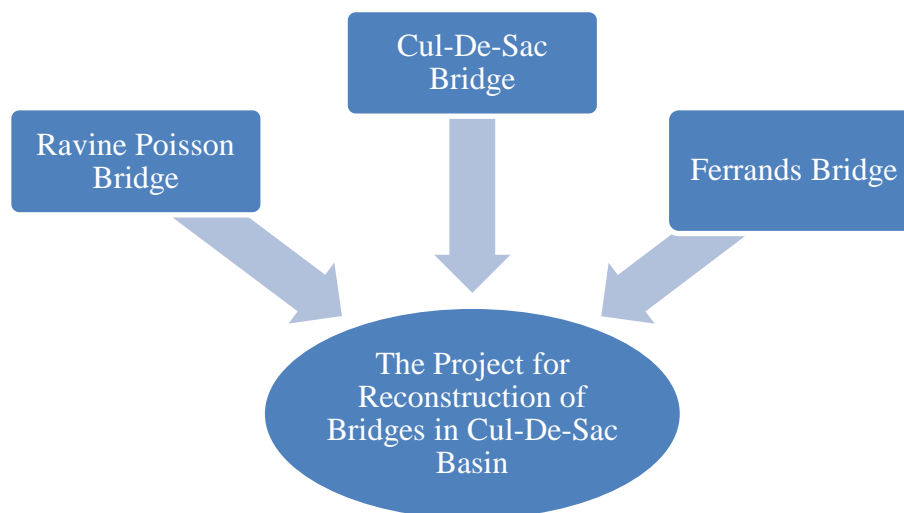 Cul-De-Sac
Bridge
Ravine Poisson
Bridge
Ferrands Bridge
The Project for
Reconstruction of
Bridges in Cul-De-Sac
Basin